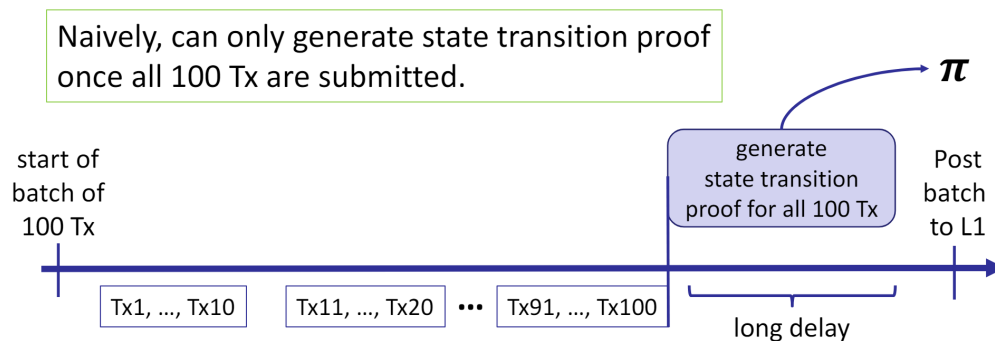 Naively, can only generate state transition proof
once all 100 Tx are submitted.
π
start of
batch of
100 Tx
generate
state transition
proof for all 100 Tx
Post
batch
to L1
Tx1, …, Tx10
Tx11, …, Tx20
•••
Tx91, …, Tx100
long delay